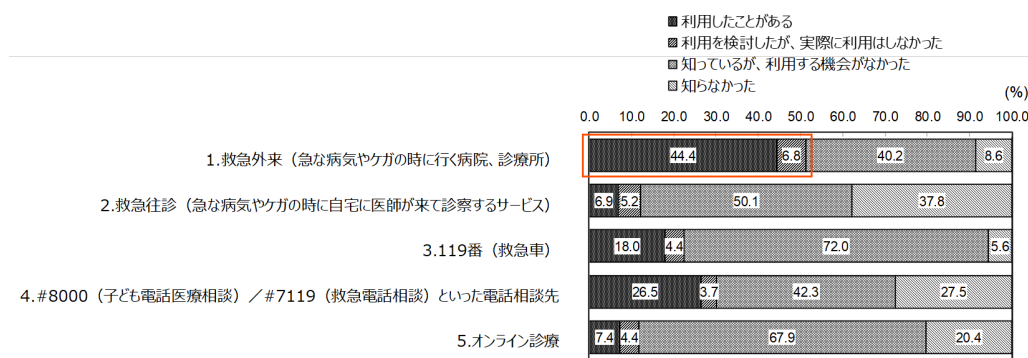 利用したことがある
利用を検討したが、実際に利用はしなかった
知っているが、利用する機会がなかった
知らなかった
(%)
0.0 10.0 20.0 30.0 40.0 50.0 60.0 70.0 80.0 90.0 100.0
1.救急外来（急な病気やケガの時に行く病院、診療所） 44.4 6.8 40.2 8.6
2.救急往診（急な病気やケガの時に自宅に医師が来て診察するサービス） 6.9 5.2 50.1 37.8
3.119番（救急車） 18.0 4.4 72.0 5.6
4.#8000（子ども電話医療相談）／#7119（救急電話相談）といった電話相談先 26.5 3.7 42.3 27.5
5.オンライン診療 7.4 4.4 67.9 20.4